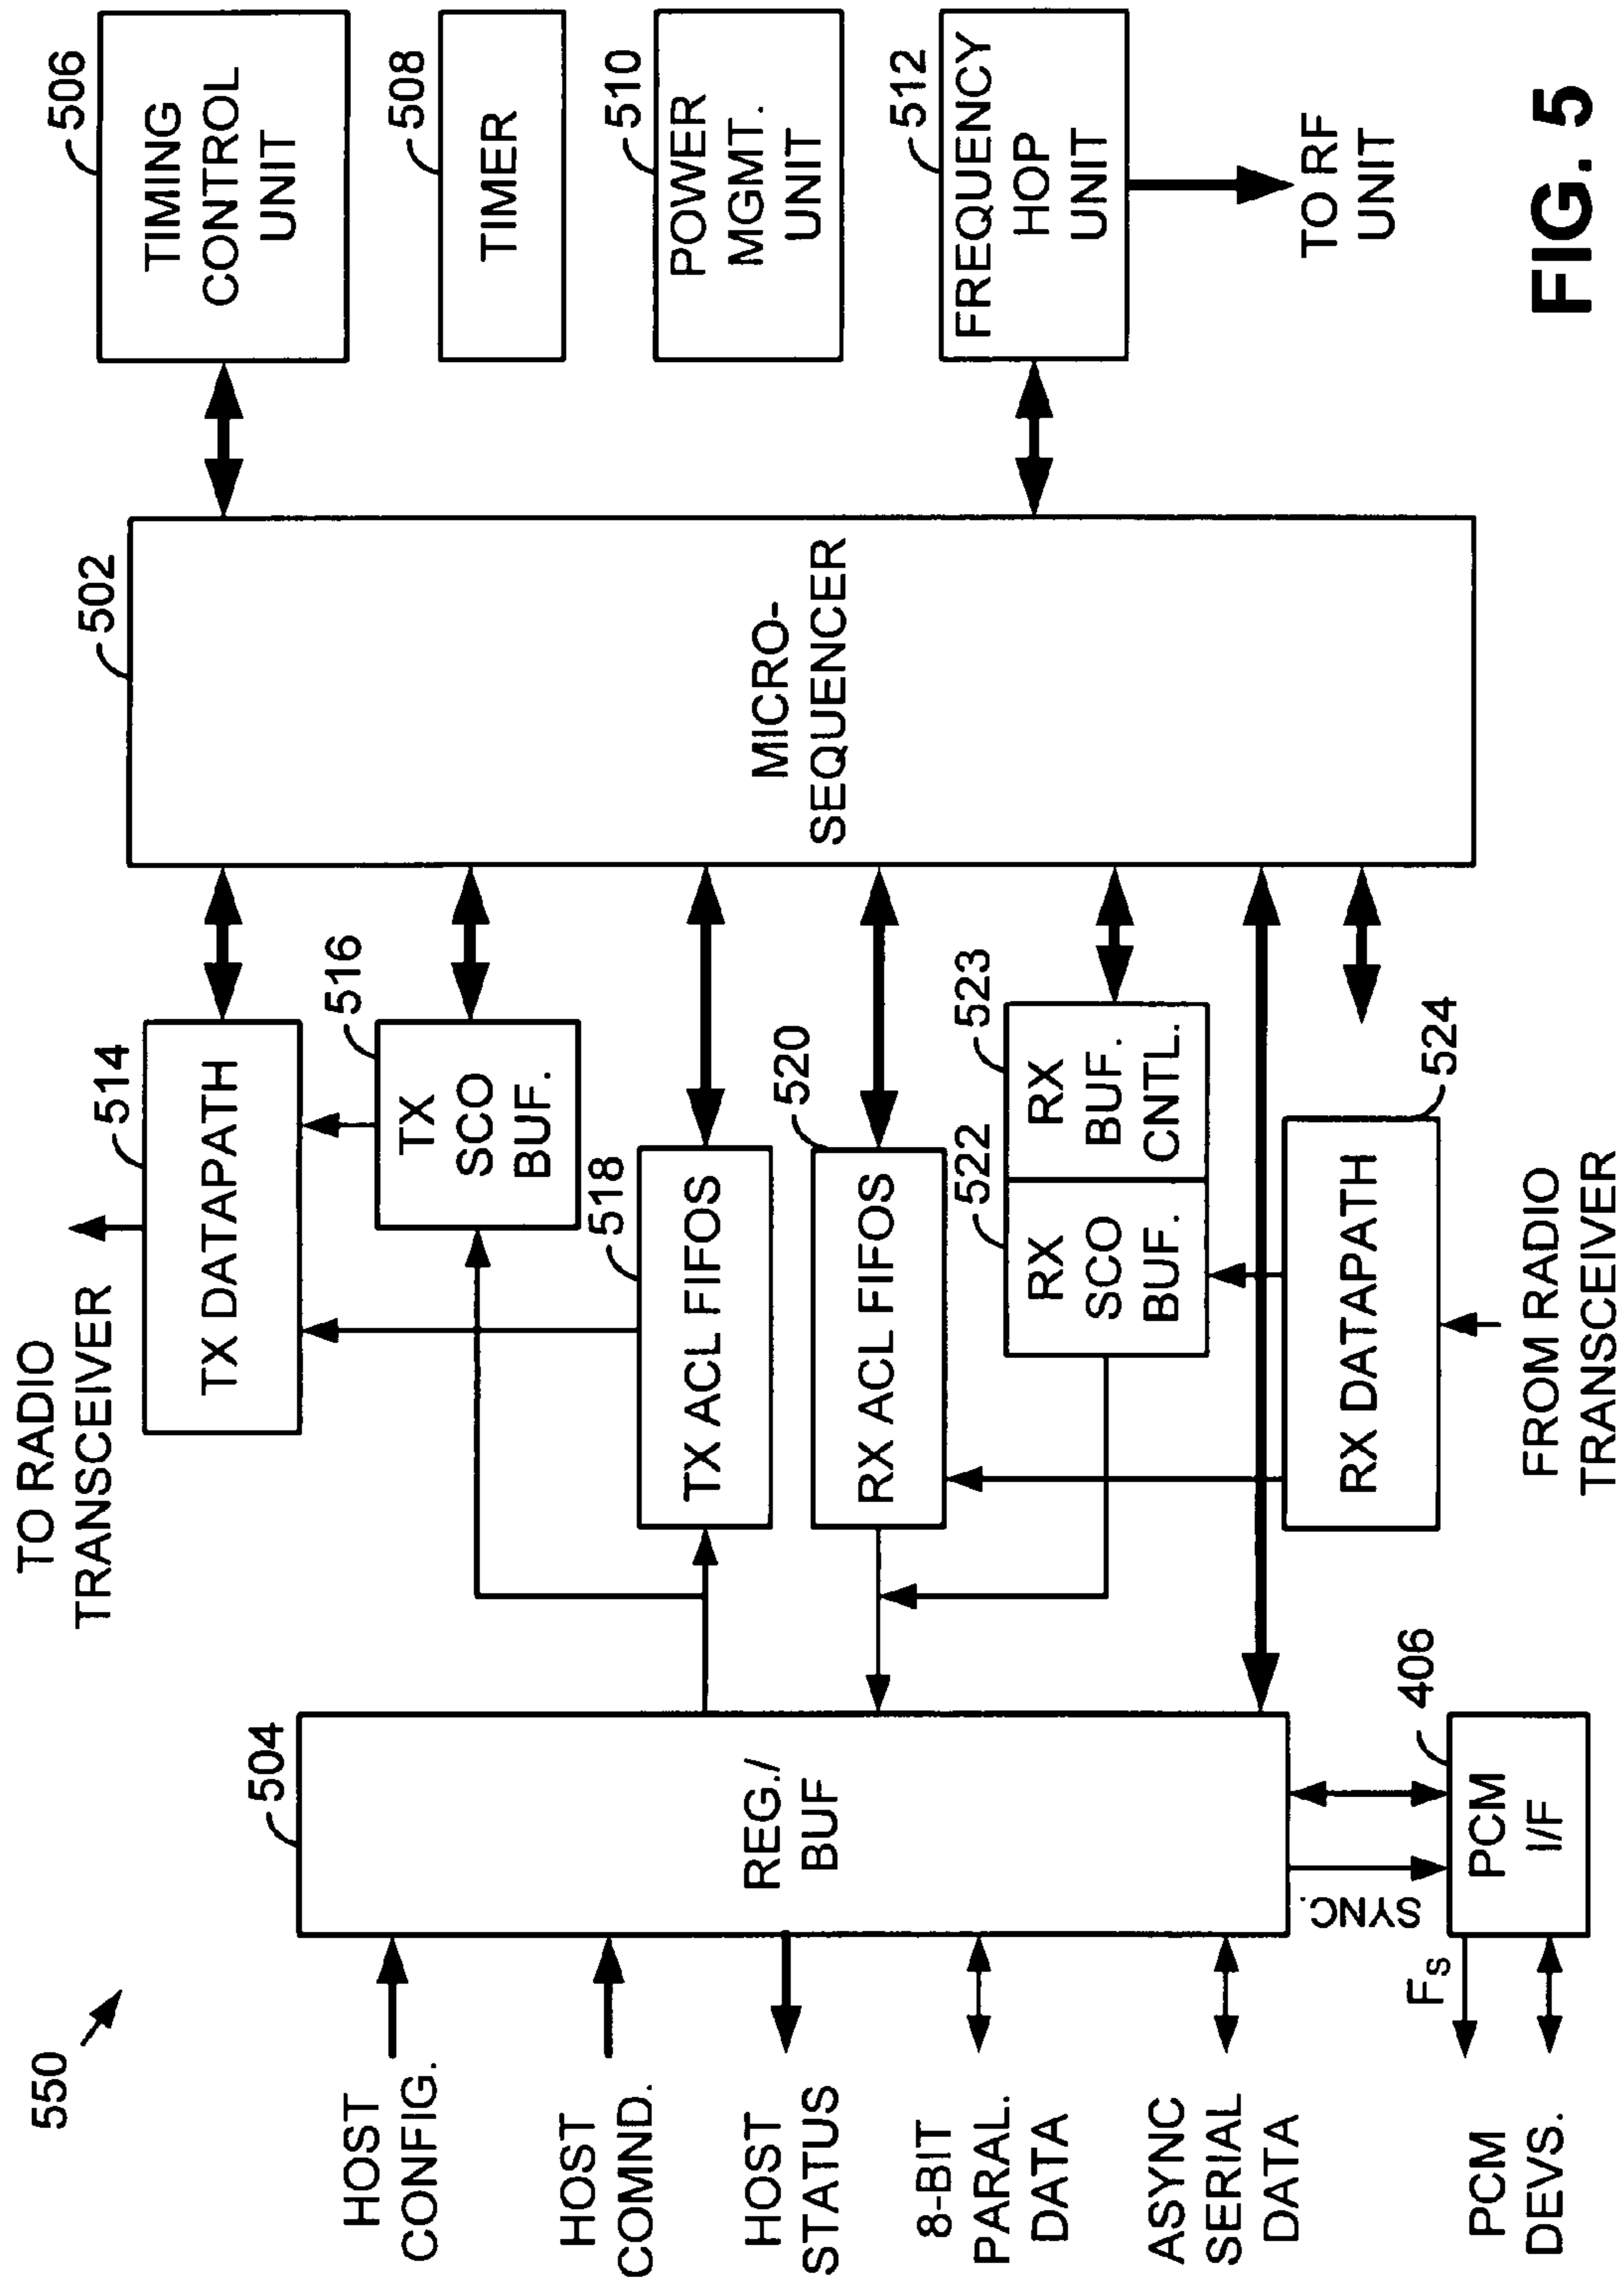 550
HOST
CONFIG.
HOST
COMND.
HOST
STATUS
8-BIT
PARAL.
DATA
ASYNC
SERIAL
DATA
PCM
DEVS.
504
REG./
BUF
SYNC.
FS
406
PCM
I/F
TO RADIO
TRANSCEIVER
514
TX DATAPATH
516
TX
SCO
BUF.
518
TX ACL FIFOS
520
RX ACL FIFOS
522
RX
SCO
BUF.
523
RX
BUF.
CNTL.
524
RX DATAPATH
FROM RADIO
TRANSCEIVER
502
MICRO-
SEQUENCER
506
TIMING
CONTROL
UNIT
508
TIMER
510
POWER
MGMT.
UNIT
512
FREQUENCY
HOP
UNIT
TO RF
UNIT
FIG. 5